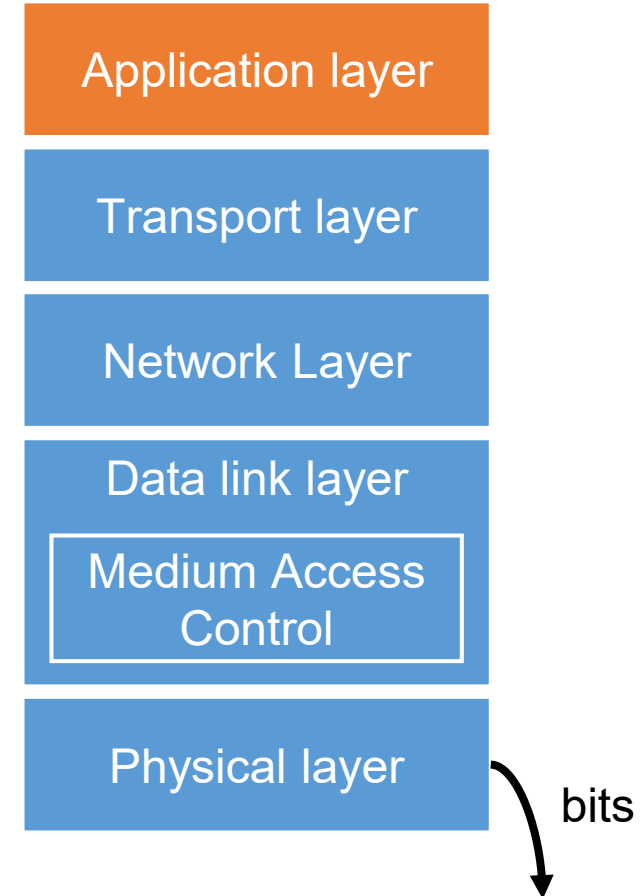 Application layer
Transport layer
Network Layer
Data link layer
Medium Access
Control
Physical layer
bits